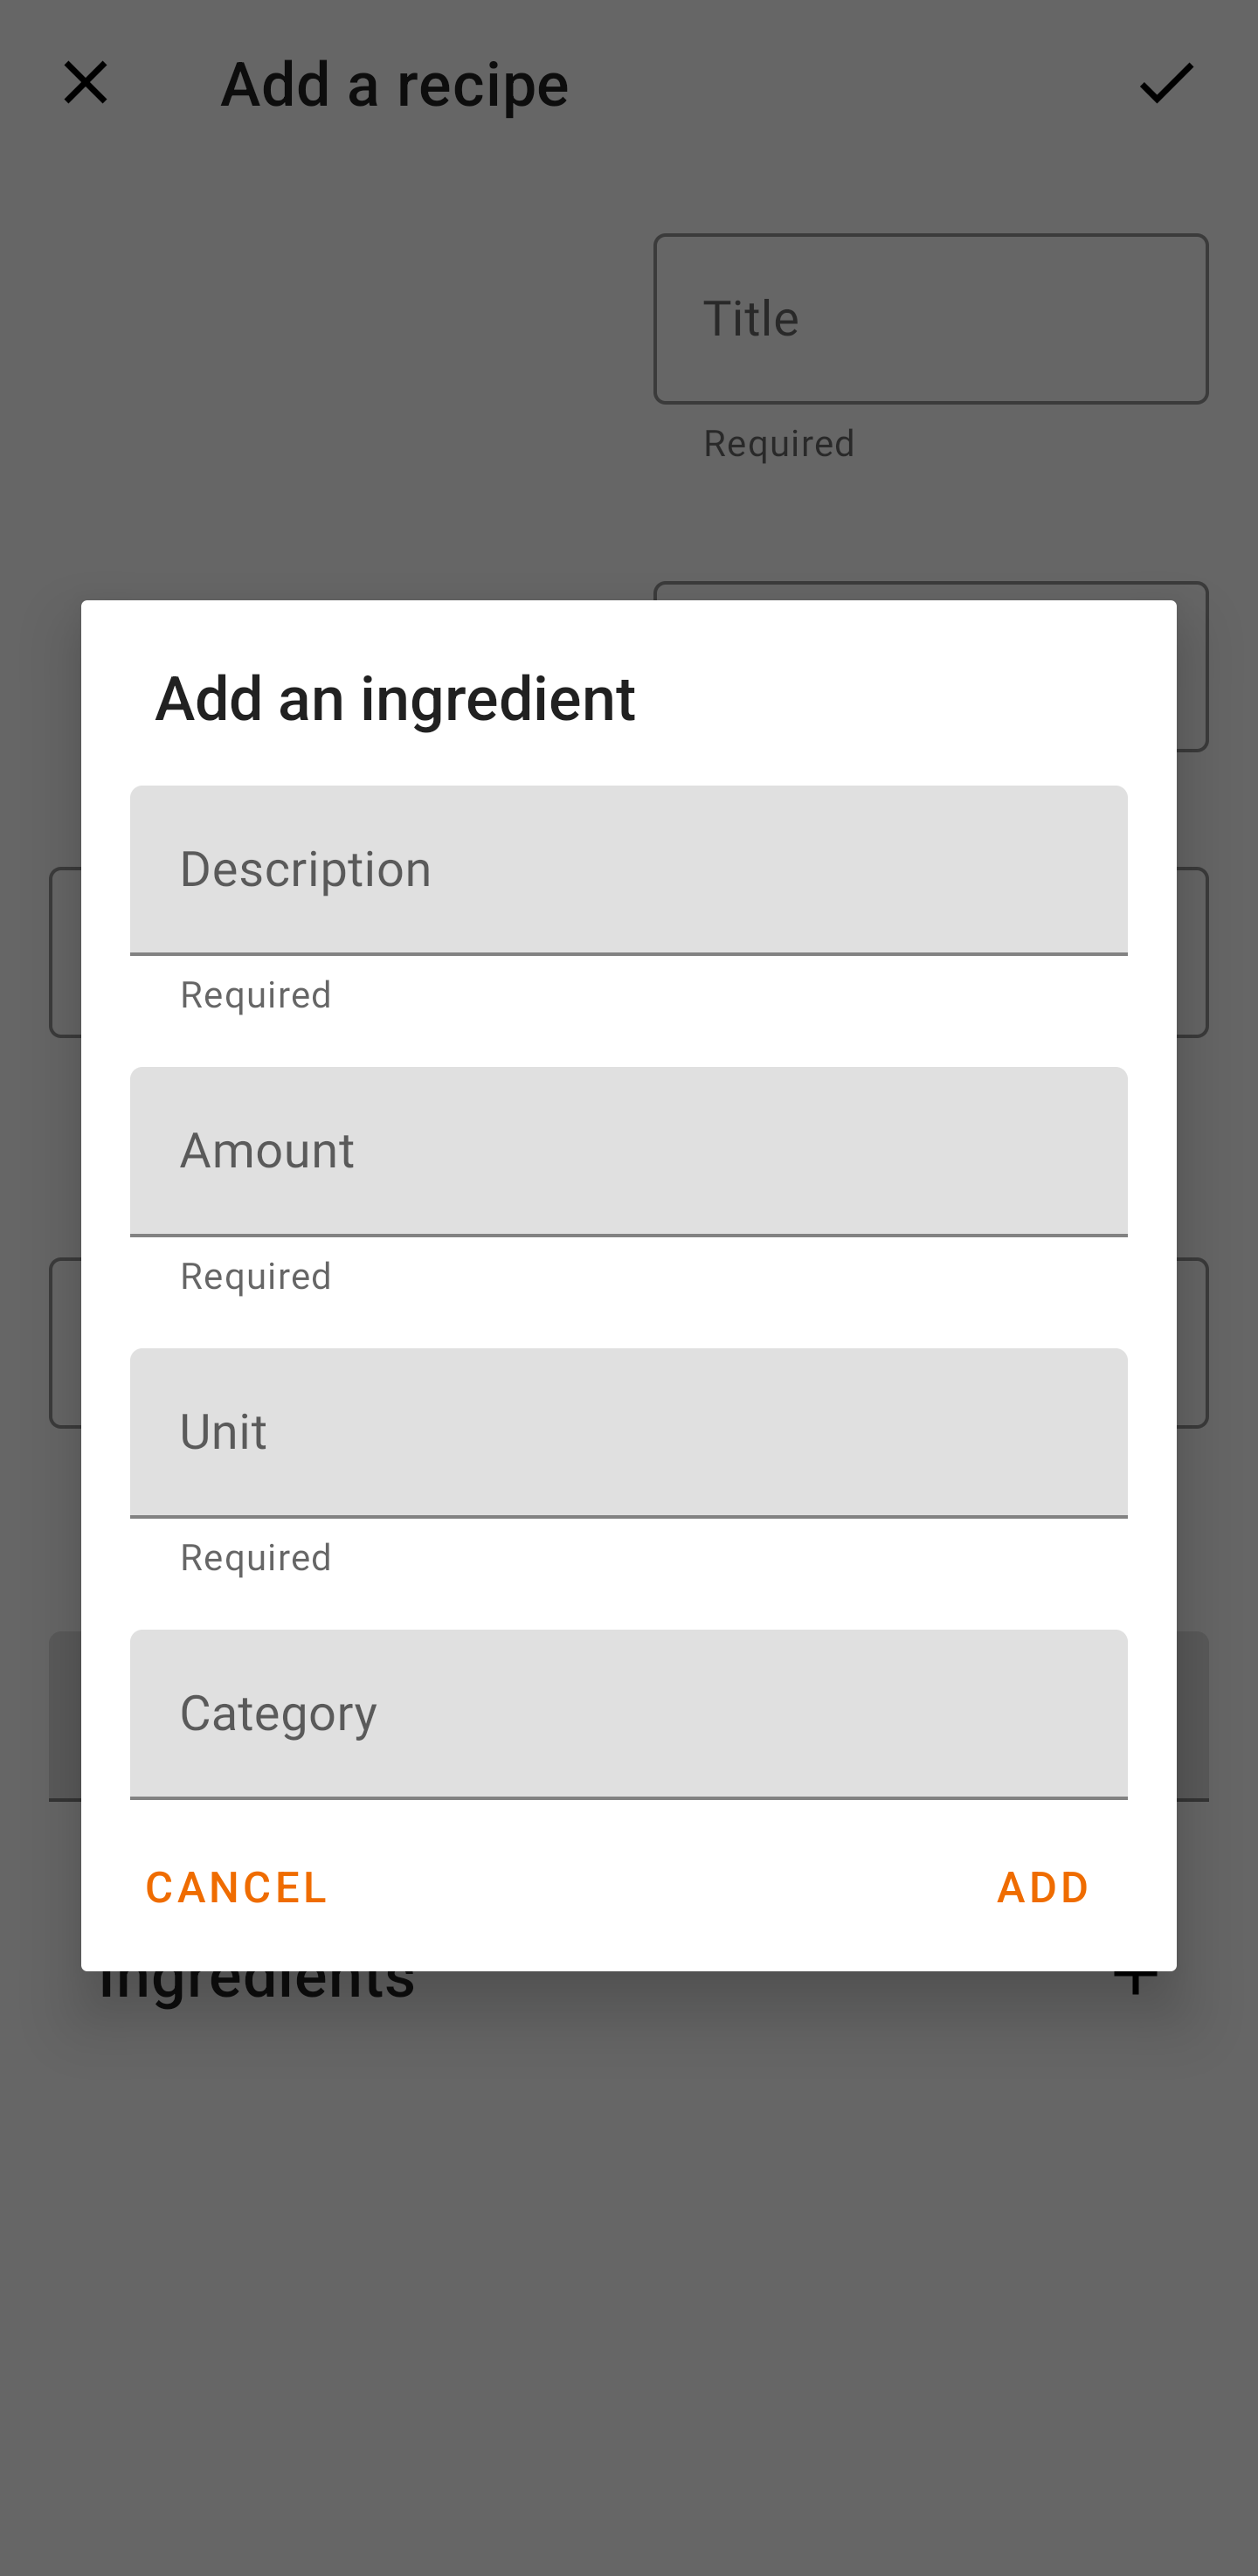 Add a recipe
Title
Required
Add an ingredient
Description
Required
Amount
Required
Unit
Required
Category
CANCEL
ADD
Ingredients